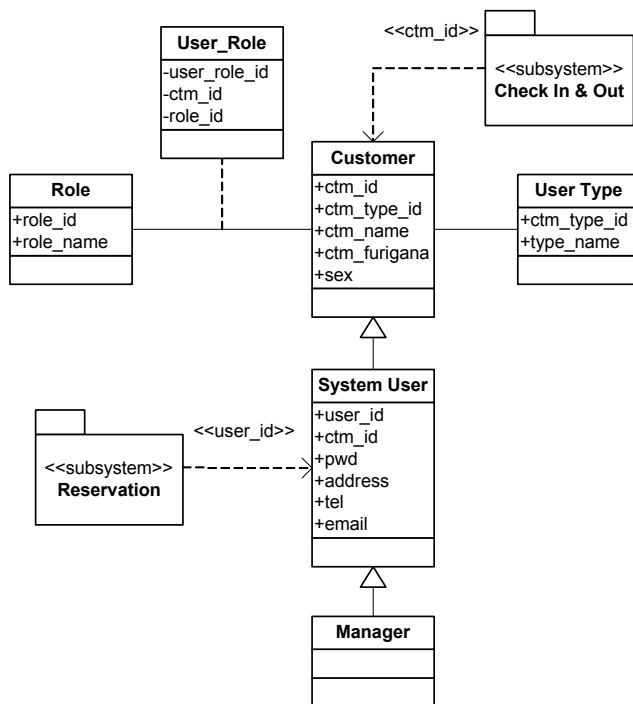 User_Role
-user_role_id
-ctm_id
-role_id
<<ctm_id>>
<<subsystem>>
Check In & Out
Role
+role_id
+role_name
Customer
+ctm_id
+ctm_type_id
+ctm_name
+ctm_furigana
+sex
User Type
+ctm_type_id
+type_name
<<subsystem>>
Reservation
<<user_id>>
System User
+user_id
+ctm_id
+pwd
+address
+tel
+email
Manager